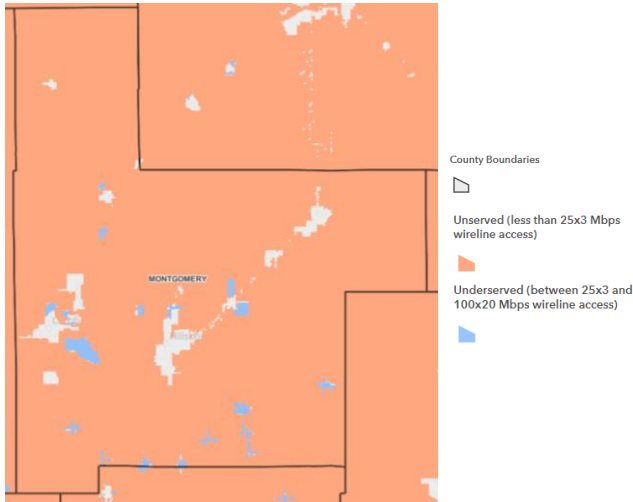 County Boundaries
Unserved (less than 25x3 Mbps
wireline access)
MONTGOMERY
Underserved (between 25x3 and
100x20 Mbps wireline access)